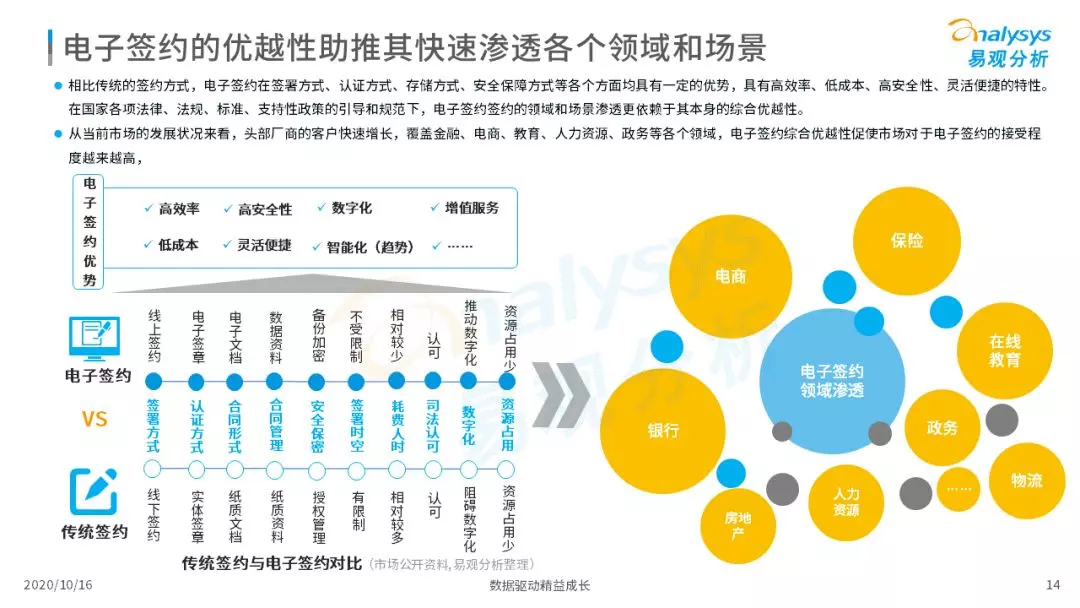 电子签约的优越性助推其快速渗透各个领域和场景
analysys
易观分析
相比传统的签约方式，电子签约在签署方式、认证方式、存储方式、安全保障方式等各个方面均具有一定的优势，具有高效率、低成本、高安全性、灵活便捷的特性。
在国家各项法律、法规、标准、支持性政策的引导和规范下，电子签约签约的领域和场景渗透更依赖于其本身的综合优越性。
从当前市场的发展状况来看，头部厂商的客户快速增长，覆盖金融、电商、教育、人力资源、政务等各个领域，电子签约综合优越性促使市场对于电子签约的接受程
度越来越高，
电子签约优势
✓ 高效率
✓ 高安全性
✓ 数字化
✓ 增值服务
✓ 低成本
✓ 灵活便捷
✓ 智能化（趋势）
✓ ……
电子签约
线上签约
电子签章
电子文档
数据资料
备份加密
不受限制
相对较少
认可
推动数字化
资源占用少
VS
签署方式
认证方式
合同形式
合同管理
安全保密
签署时空
耗费人时
司法认可
数字化
资源占用
传统签约
线下签约
实体签章
纸质文档
纸质资料
授权管理
有限制
相对较多
认可
阻碍数字化
资源占用少
传统签约与电子签约对比（市场公开资料,易观分析整理）
保险
电商
在线
教育
电子签约
领域渗透
银行
政务
……
物流
人力
资源
房地
产
analysys
易观分析
2020/10/16
数据驱动精益成长
14